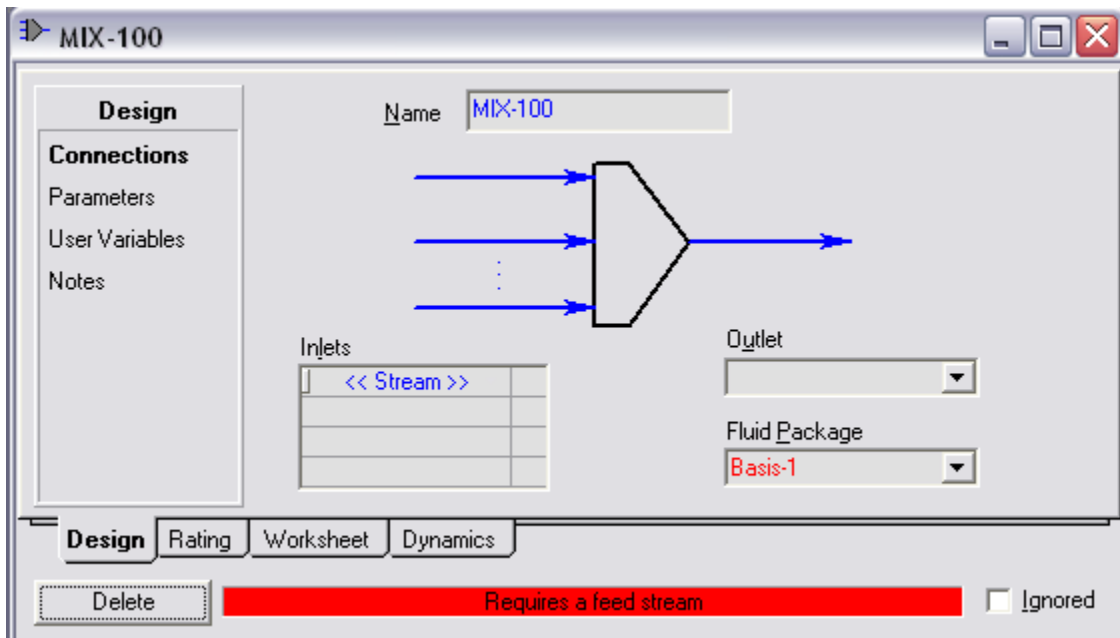 MIX-100
Design
Connections
Parameters
User Variables
Notes
Name MIX-100
Inlets
<< Stream >>
Outlet
Fluid Package
Basis-1
Design Rating Worksheet Dynamics
Delete Requires a feed stream Ignored